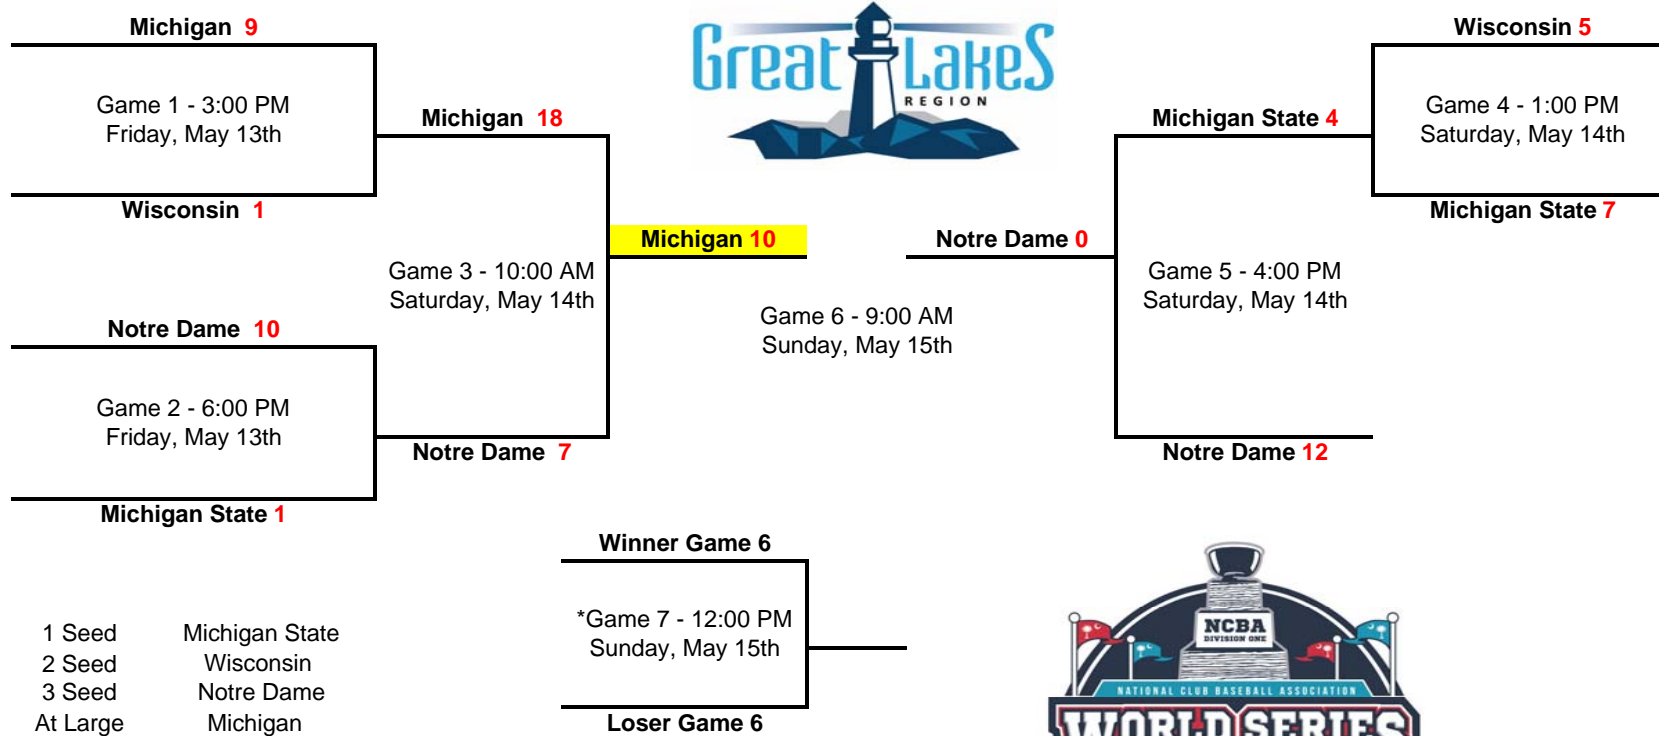 Michigan 9
Great Lakes
REGION
Wisconsin 5
Game 1 - 3:00 PM
Friday, May 13th
Michigan 18
Michigan State 4
Game 4 - 1:00 PM
Saturday, May 14th
Wisconsin 1
Michigan State 7
Michigan 10
Notre Dame 0
Game 3 - 10:00 AM
Saturday, May 14th
Game 5 - 4:00 PM
Saturday, May 14th
Game 6 - 9:00 AM
Sunday, May 15th
Notre Dame 10
Game 2 - 6:00 PM
Friday, May 13th
Notre Dame 7
Notre Dame 12
Michigan State 1
Winner Game 6
*Game 7 - 12:00 PM
Sunday, May 15th
Loser Game 6
1 Seed Michigan State
2 Seed Wisconsin
3 Seed Notre Dame
At Large Michigan
NCBA
DIVISION ONE
NATIONAL CLUB BASEBALL ASSOCIATION
WORLD SERIES